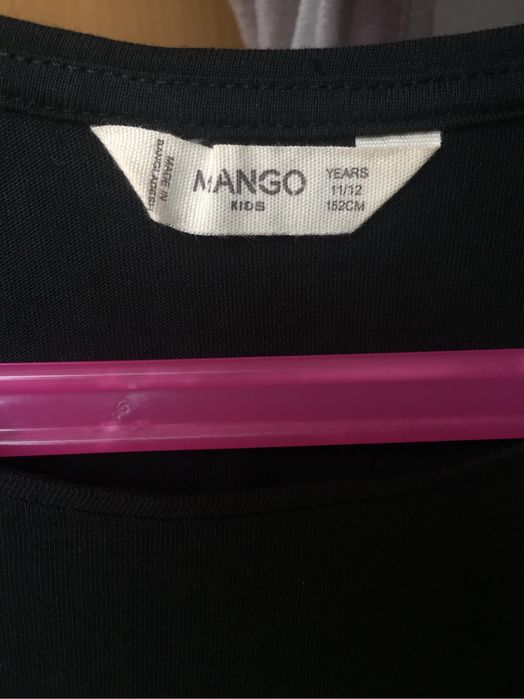 MADE IN
BANGLADESH
MANGO
KIDS
YEARS
11/12
152CM